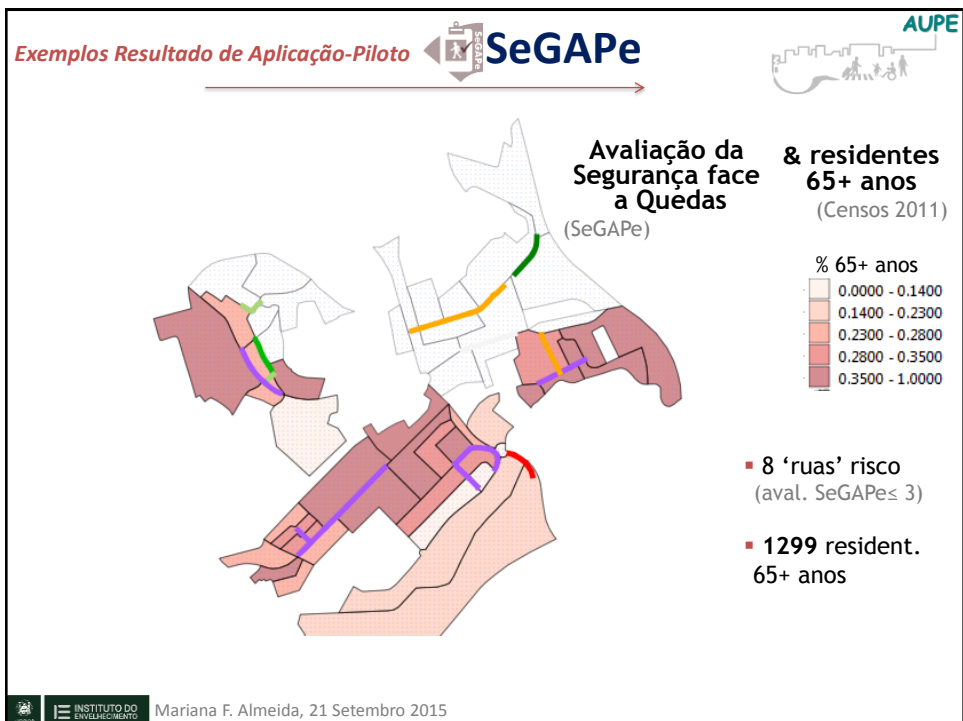 AUPE
Exemplos Resultado de Aplicação-Piloto
SeGAPe
SeGAPe
Avaliação da
Segurança face
a Quedas
(SeGAPe)
& residentes
65+ anos
(Censos 2011)
% 65+ anos
0.0000 - 0.1400
0.1400 - 0.2300
0.2300 - 0.2800
0.2800 - 0.3500
0.3500 - 1.0000
▪ 8 ‘ruas’ risco
(aval. SeGAPe≤ 3)
▪ 1299 resident.
65+ anos
INSTITUTO DO
ENVELHECIMENTO
Mariana F. Almeida, 21 Setembro 2015